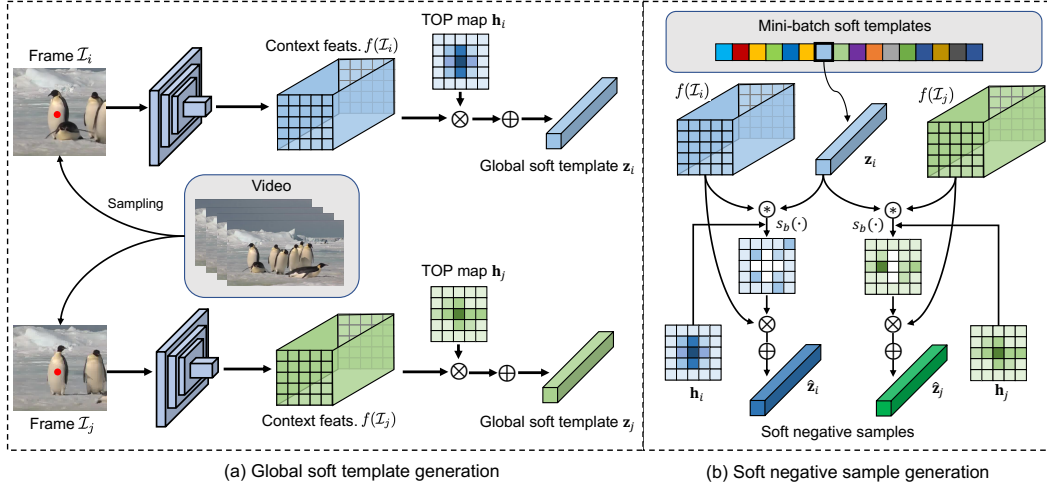 TOP map hᵢ
Frame ℐᵢ
Context feats. f(ℐᵢ)
Global soft template zᵢ
Sampling
Video
TOP map hⱼ
Frame ℐⱼ
Context feats. f(ℐⱼ)
Global soft template zⱼ
(a) Global soft template generation
Mini-batch soft templates
f(ℐᵢ)
f(ℐⱼ)
zᵢ
s_b(·)
s_b(·)
hᵢ
ẑᵢ
ẑⱼ
hⱼ
Soft negative samples
(b) Soft negative sample generation